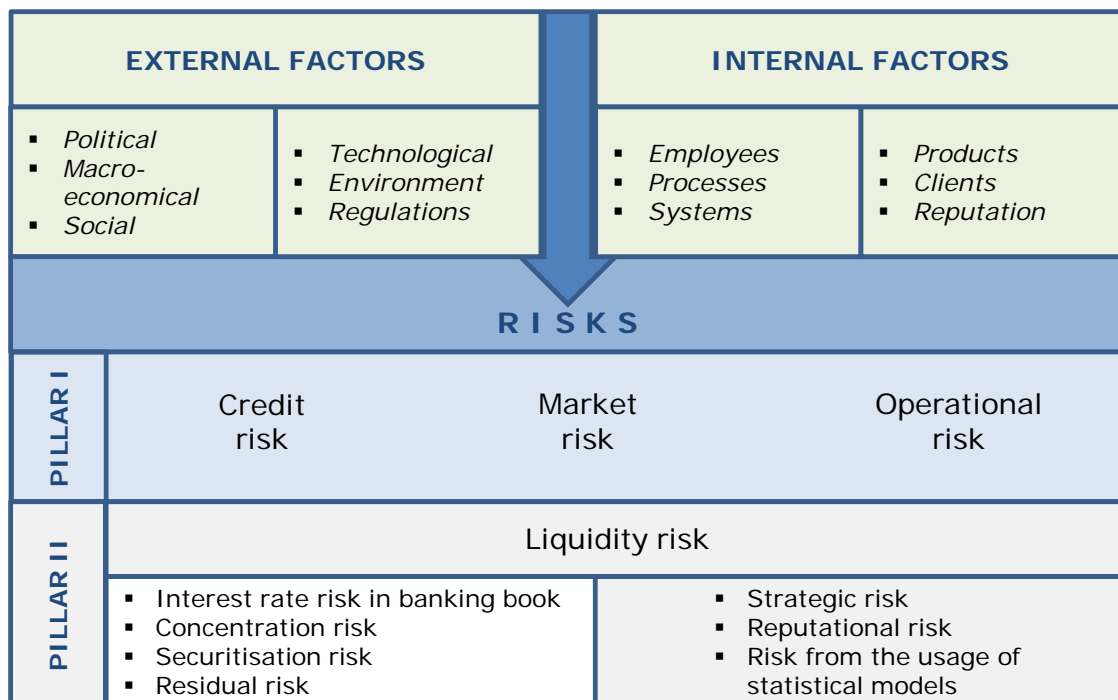 EXTERNAL FACTORS
INTERNAL FACTORS
▪ Political
▪ Macro-
economical
▪ Social
▪ Technological
▪ Environment
▪ Regulations
▪ Employees
▪ Processes
▪ Systems
▪ Products
▪ Clients
▪ Reputation
RISKS
PILLAR I
Credit
risk
Market
risk
Operational
risk
PILLAR II
Liquidity risk
▪ Interest rate risk in banking book
▪ Concentration risk
▪ Securitisation risk
▪ Residual risk
▪ Strategic risk
▪ Reputational risk
▪ Risk from the usage of
statistical models